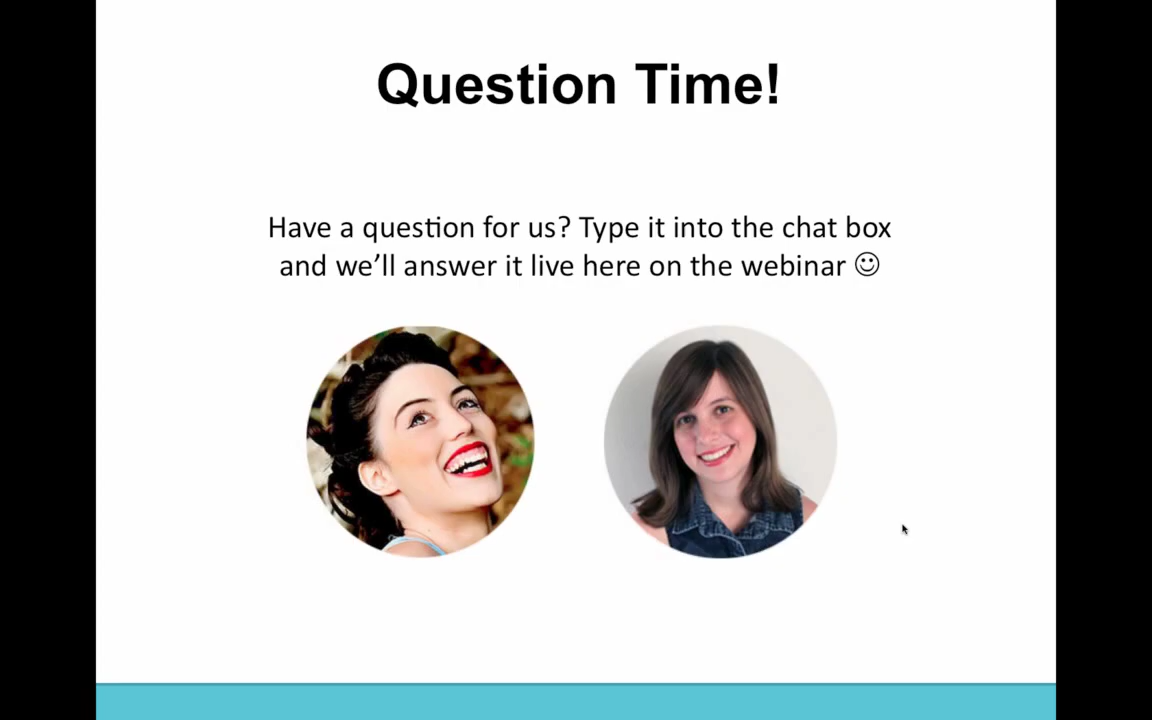 Question Time!
Have a question for us? Type it into the chat box
and we’ll answer it live here on the webinar ☺